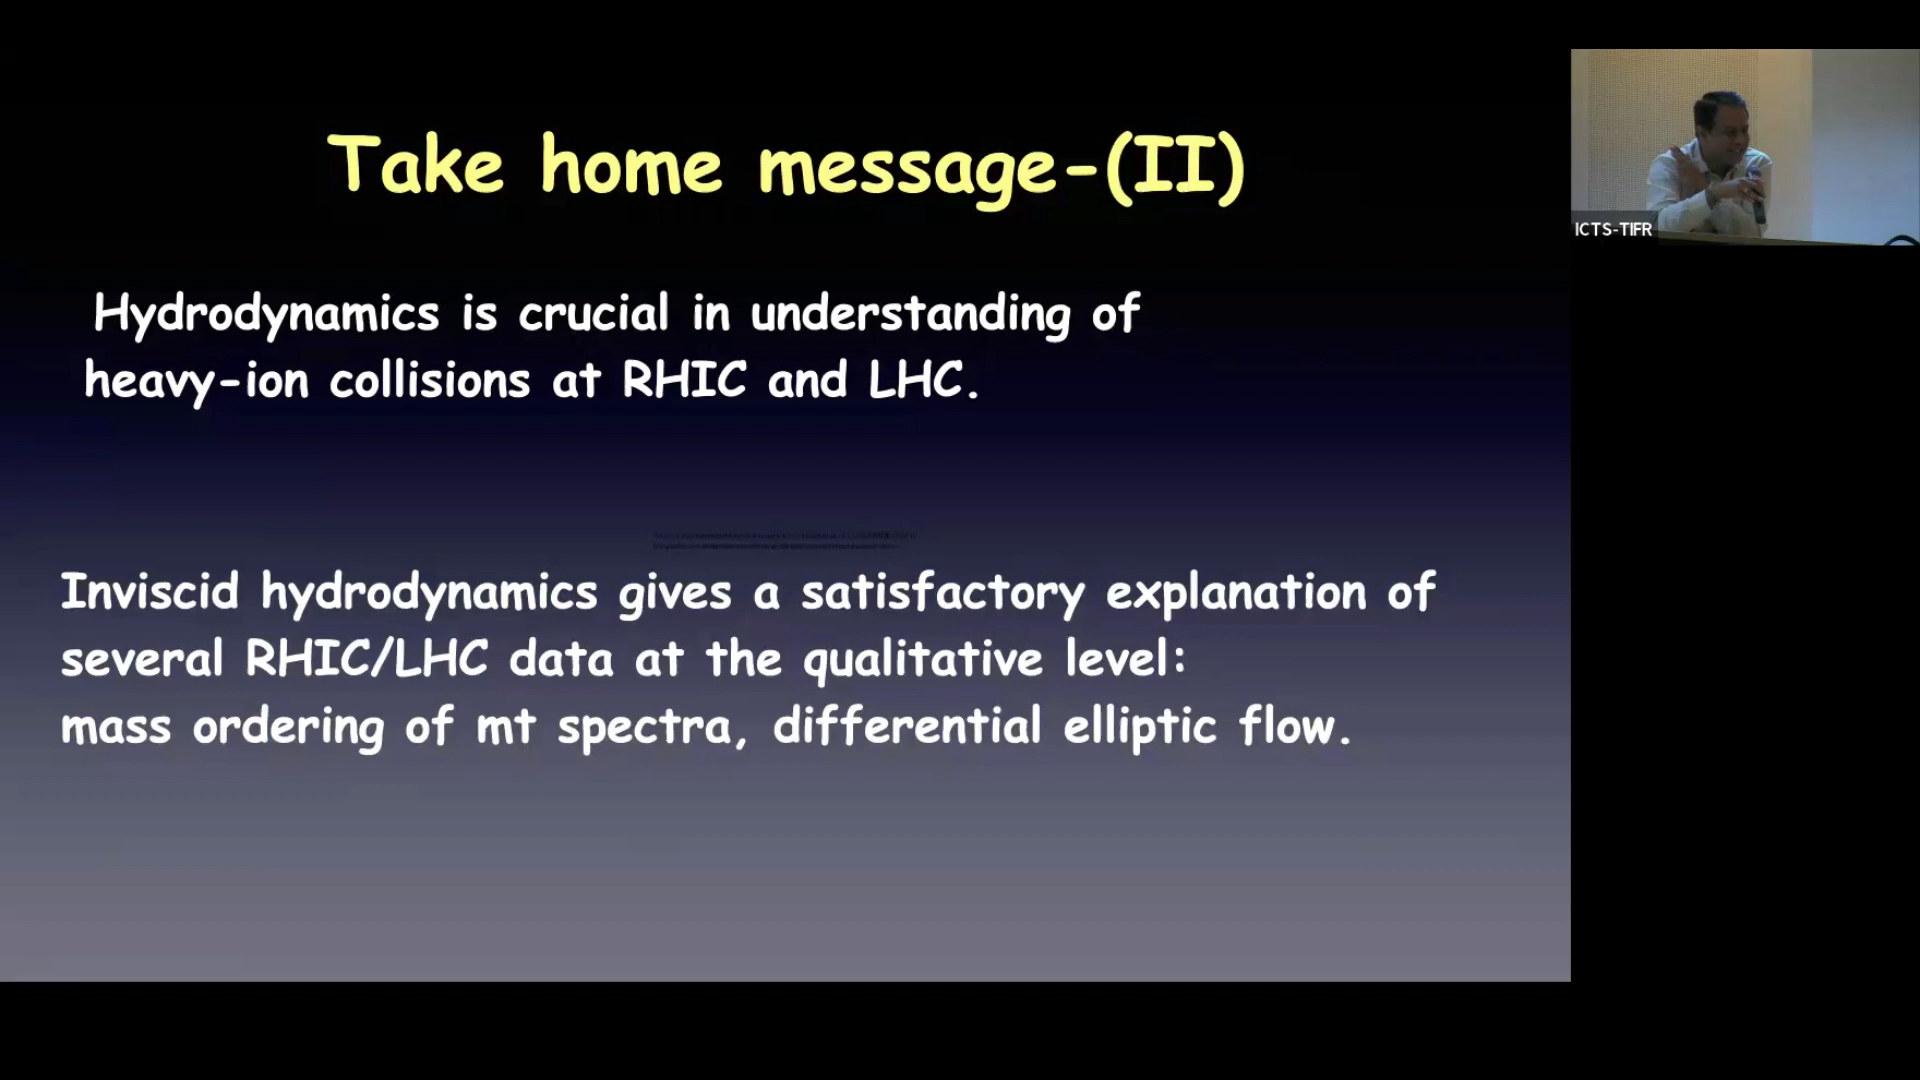 Take home message-(II)
ICTS-TIFR
Hydrodynamics is crucial in understanding of
heavy-ion collisions at RHIC and LHC.
Inviscid hydrodynamics gives a satisfactory explanation of
several RHIC/LHC data at the qualitative level:
mass ordering of mt spectra, differential elliptic flow.